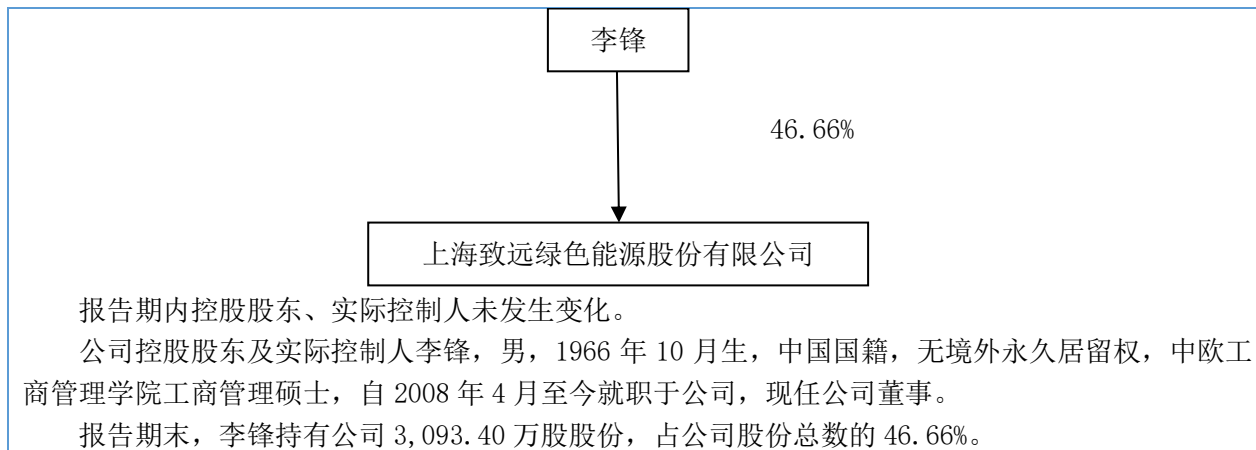 李锋
46.66%
上海致远绿色能源股份有限公司
报告期内控股股东、实际控制人未发生变化。
公司控股股东及实际控制人李锋，男，1966 年 10 月生，中国国籍，无境外永久居留权，中欧工
商管理学院工商管理硕士，自 2008 年 4 月至今就职于公司，现任公司董事。
报告期末，李锋持有公司 3,093.40 万股股份，占公司股份总数的 46.66%。